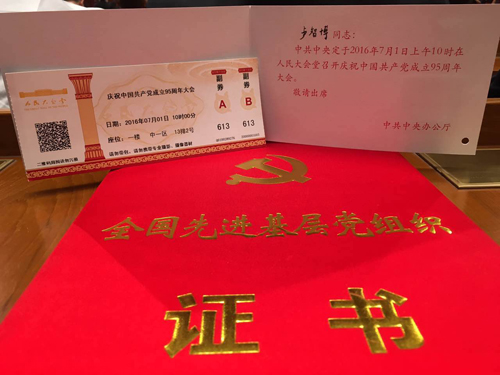 人民大会堂
庆祝中国共产党成立95周年大会
日期：2016年07月01日 10时00分
座位：一楼 中一区 13排2号
副券
A
613
副券
B
613
同志：
中共中央定于2016年7月1日上午10时在
人民大会堂召开庆祝中国共产党成立95周年
大会。
敬请出席
中共中央办公厅
全国先进基层党组织
证书